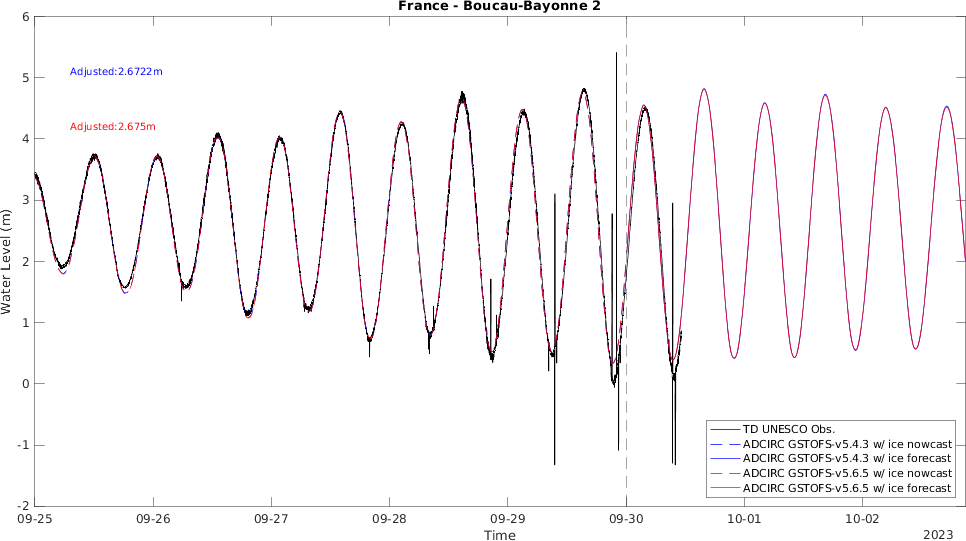 France - Boucau-Bayonne 2
6
5
4
3
2
1
0
-1
-2
Water Level (m)
Adjusted:2.6722m
Adjusted:2.675m
TD UNESCO Obs.
ADCIRC GSTOFS-v5.4.3 w/ ice nowcast
ADCIRC GSTOFS-v5.4.3 w/ ice forecast
ADCIRC GSTOFS-v5.6.5 w/ ice nowcast
ADCIRC GSTOFS-v5.6.5 w/ ice forecast
09-25 09-26 09-27 09-28 09-29 09-30 10-01 10-02
Time
2023